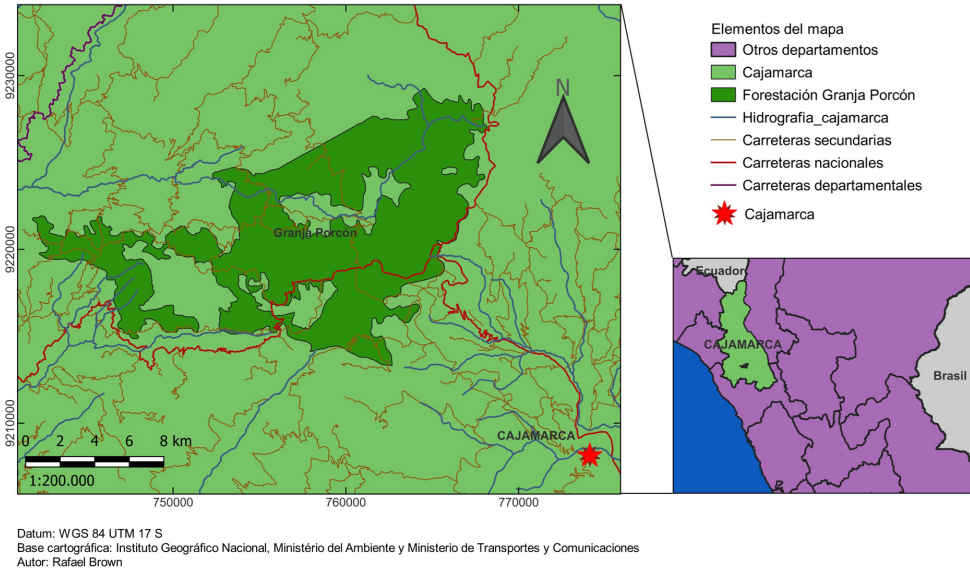 Elementos del mapa
Otros departamentos
Cajamarca
Forestación Granja Porcón
Hidrografia_cajamarca
Carreteras secundarias
Carreteras nacionales
Carreteras departamentales
Cajamarca
9230000
9220000
9210000
N
Granja Porcón
CAJAMARCA
0 2 4 6 8 km
1:200.000
750000 760000 770000
Ecuador
CAJAMARCA
Brasil
Datum: WGS 84 UTM 17 S
Base cartográfica: Instituto Geográfico Nacional, Ministério del Ambiente y Ministerio de Transportes y Comunicaciones
Autor: Rafael Brown